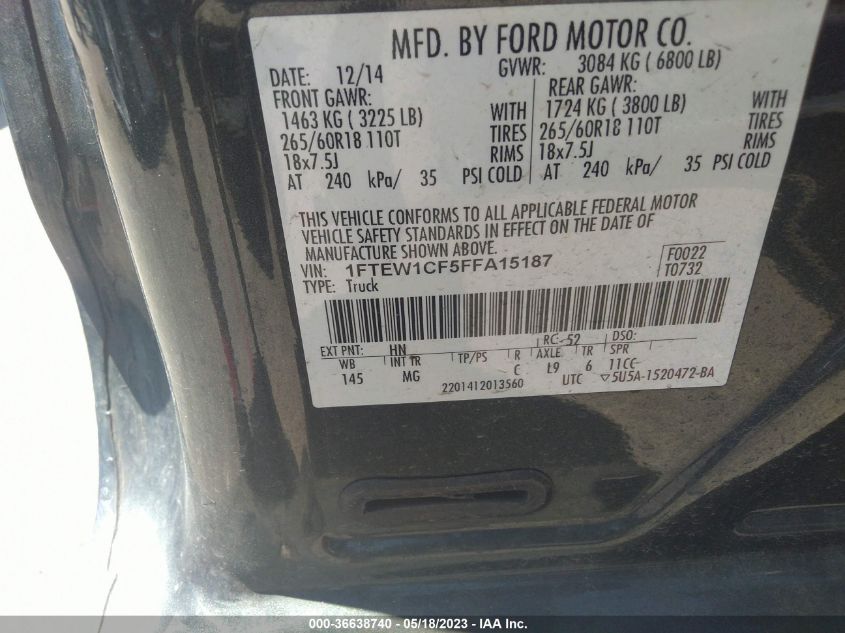 MFD. BY FORD MOTOR CO.
DATE: 12/14 GVWR: 3084 KG ( 6800 LB)
FRONT GAWR: REAR GAWR:
1463 KG ( 3225 LB) WITH 1724 KG ( 3800 LB) WITH
265/60R18 110T TIRES 265/60R18 110T TIRES
18x7.5J RIMS 18x7.5J RIMS
AT 240 kPa/ 35 PSI COLD AT 240 kPa/ 35 PSI COLD
THIS VEHICLE CONFORMS TO ALL APPLICABLE FEDERAL MOTOR
VEHICLE SAFETY STANDARDS IN EFFECT ON THE DATE OF
MANUFACTURE SHOWN ABOVE.
VIN: 1FTEW1CF5FFA15187 F0022
TYPE: Truck T0732
EXT PNT: HN RC: 52 DSO:
WB INT TR TP/PS R AXLE TR SPR
145 MG C L9 6 11CC
2201412013560 UTC ▽5U5A-1520472-BA
000-36638740 - 05/18/2023 - IAAI.COM